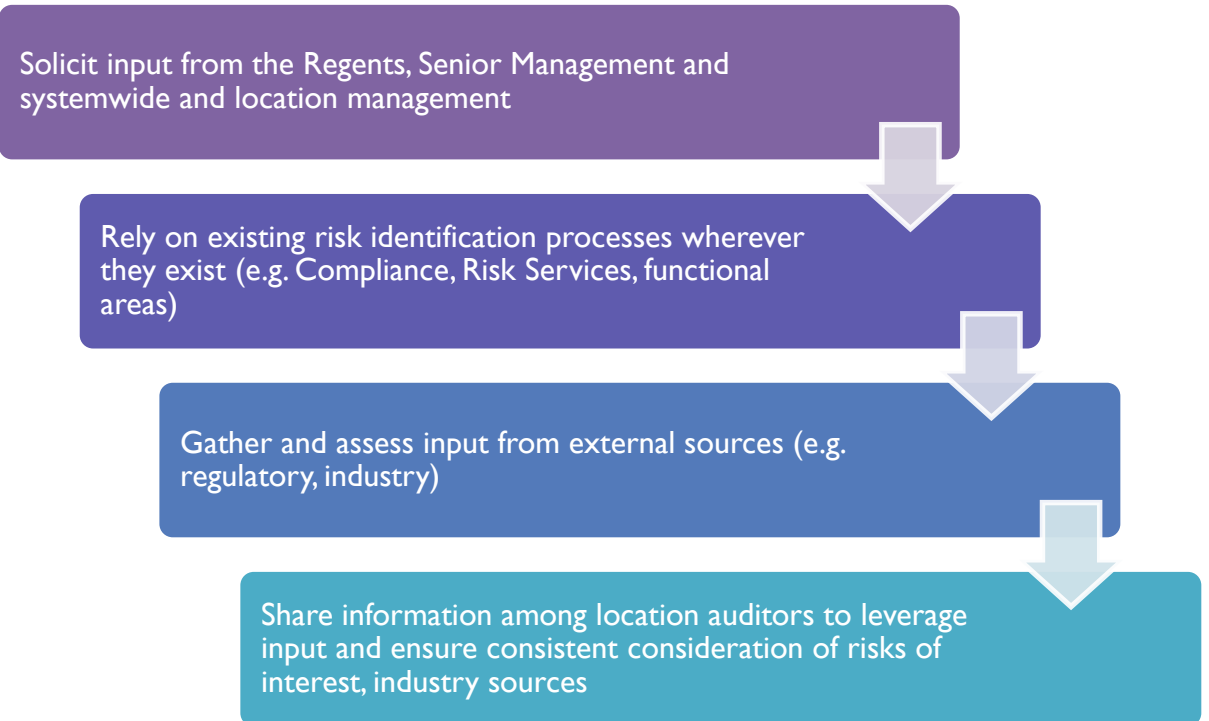 Solicit input from the Regents, Senior Management and
systemwide and location management
Rely on existing risk identification processes wherever
they exist (e.g. Compliance, Risk Services, functional
areas)
Gather and assess input from external sources (e.g.
regulatory, industry)
Share information among location auditors to leverage
input and ensure consistent consideration of risks of
interest, industry sources